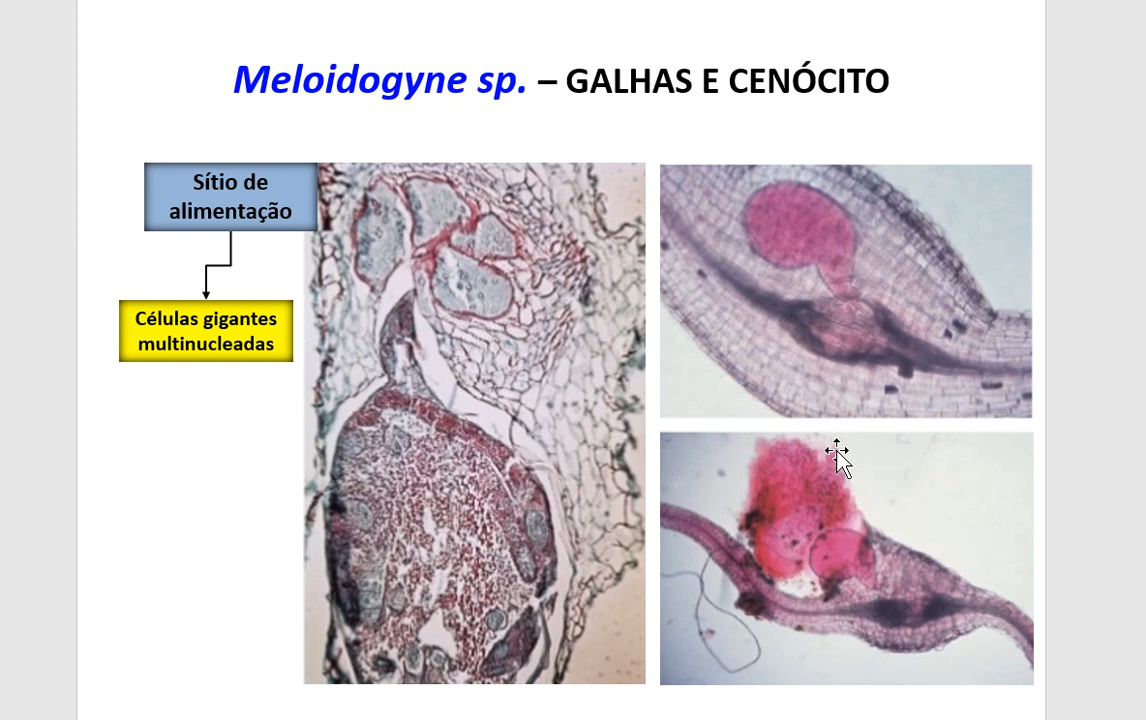 Meloidogyne sp. – GALHAS E CENÓCITO
Sítio de
alimentação
Células gigantes
multinucleadas